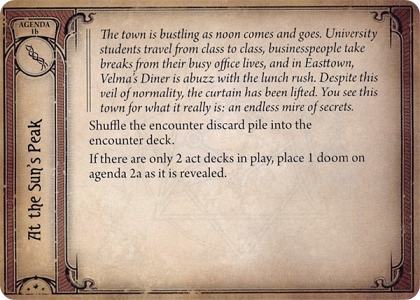 AGENDA
1b
At the Sun's Peak
The town is bustling as noon comes and goes. University
students travel from class to class, businesspeople take
breaks from their busy office lives, and in Easttown,
Velma's Diner is abuzz with the lunch rush. Despite this
veil of normality, the curtain has been lifted. You see this
town for what it really is: an endless mire of secrets.
Shuffle the encounter discard pile into the
encounter deck.
If there are only 2 act decks in play, place 1 doom on
agenda 2a as it is revealed.